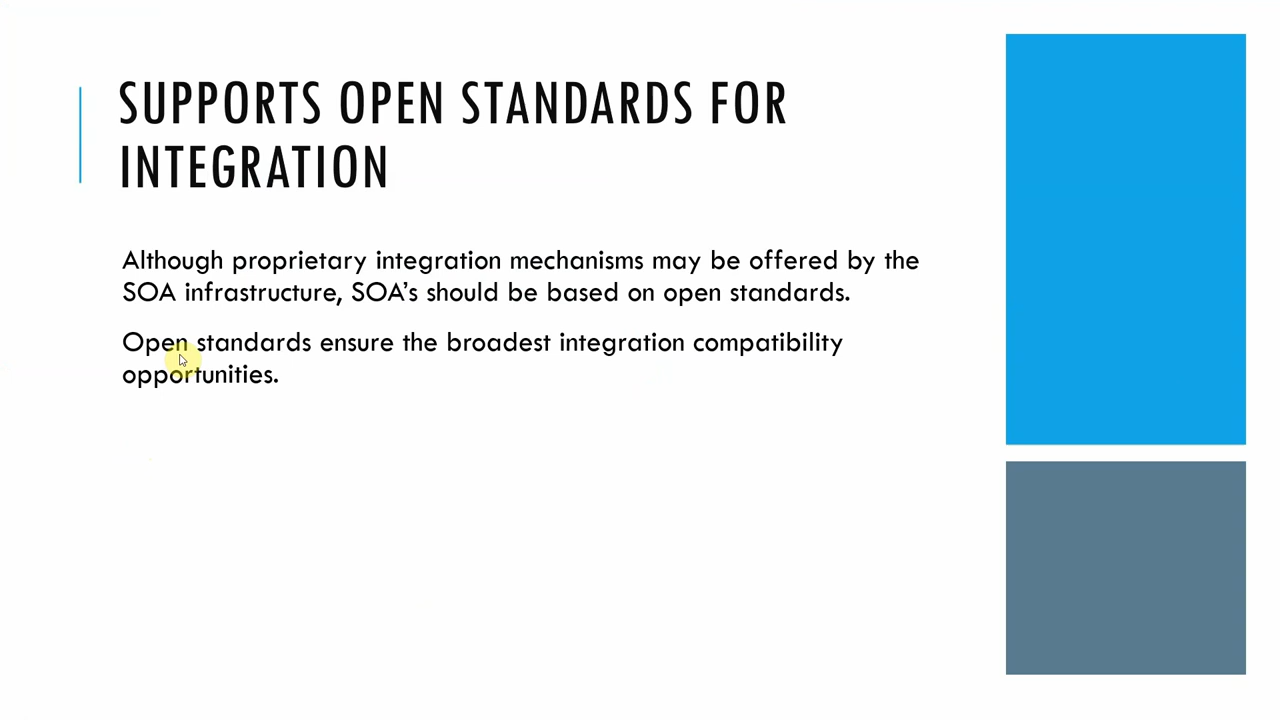 SUPPORTS OPEN STANDARDS FOR
INTEGRATION
Although proprietary integration mechanisms may be offered by the
SOA infrastructure, SOA’s should be based on open standards.
Open standards ensure the broadest integration compatibility
opportunities.